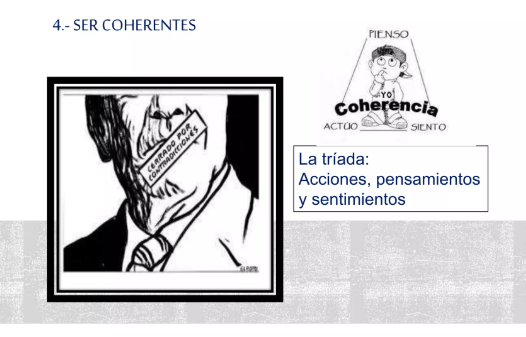 4.- SER COHERENTES
PIENSO
YO
Coherencia
ACTÚO
SIENTO
CERRADO POR
CONTRADICCIONES
La tríada:
Acciones, pensamientos
y sentimientos